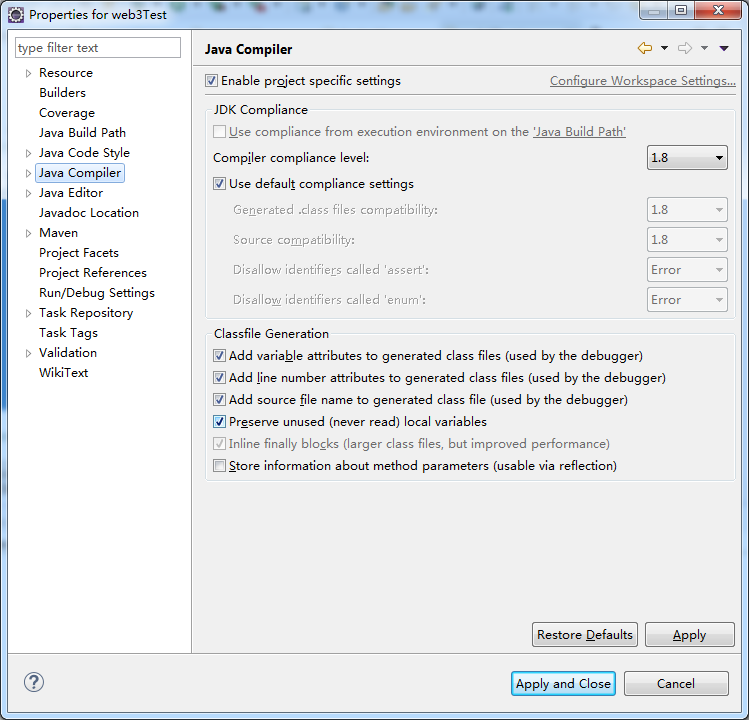 Properties for web3Test
type filter text
Resource
Builders
Coverage
Java Build Path
Java Code Style
Java Compiler
Java Editor
Javadoc Location
Maven
Project Facets
Project References
Run/Debug Settings
Task Repository
Task Tags
Validation
WikiText
Java Compiler
Enable project specific settings Configure Workspace Settings...
JDK Compliance
Use compliance from execution environment on the 'Java Build Path'
Compiler compliance level: 1.8
Use default compliance settings
Generated .class files compatibility: 1.8
Source compatibility: 1.8
Disallow identifiers called 'assert': Error
Disallow identifiers called 'enum': Error
Classfile Generation
Add variable attributes to generated class files (used by the debugger)
Add line number attributes to generated class files (used by the debugger)
Add source file name to generated class file (used by the debugger)
Preserve unused (never read) local variables
Inline finally blocks (larger class files, but improved performance)
Store information about method parameters (usable via reflection)
Restore Defaults Apply
? Apply and Close Cancel